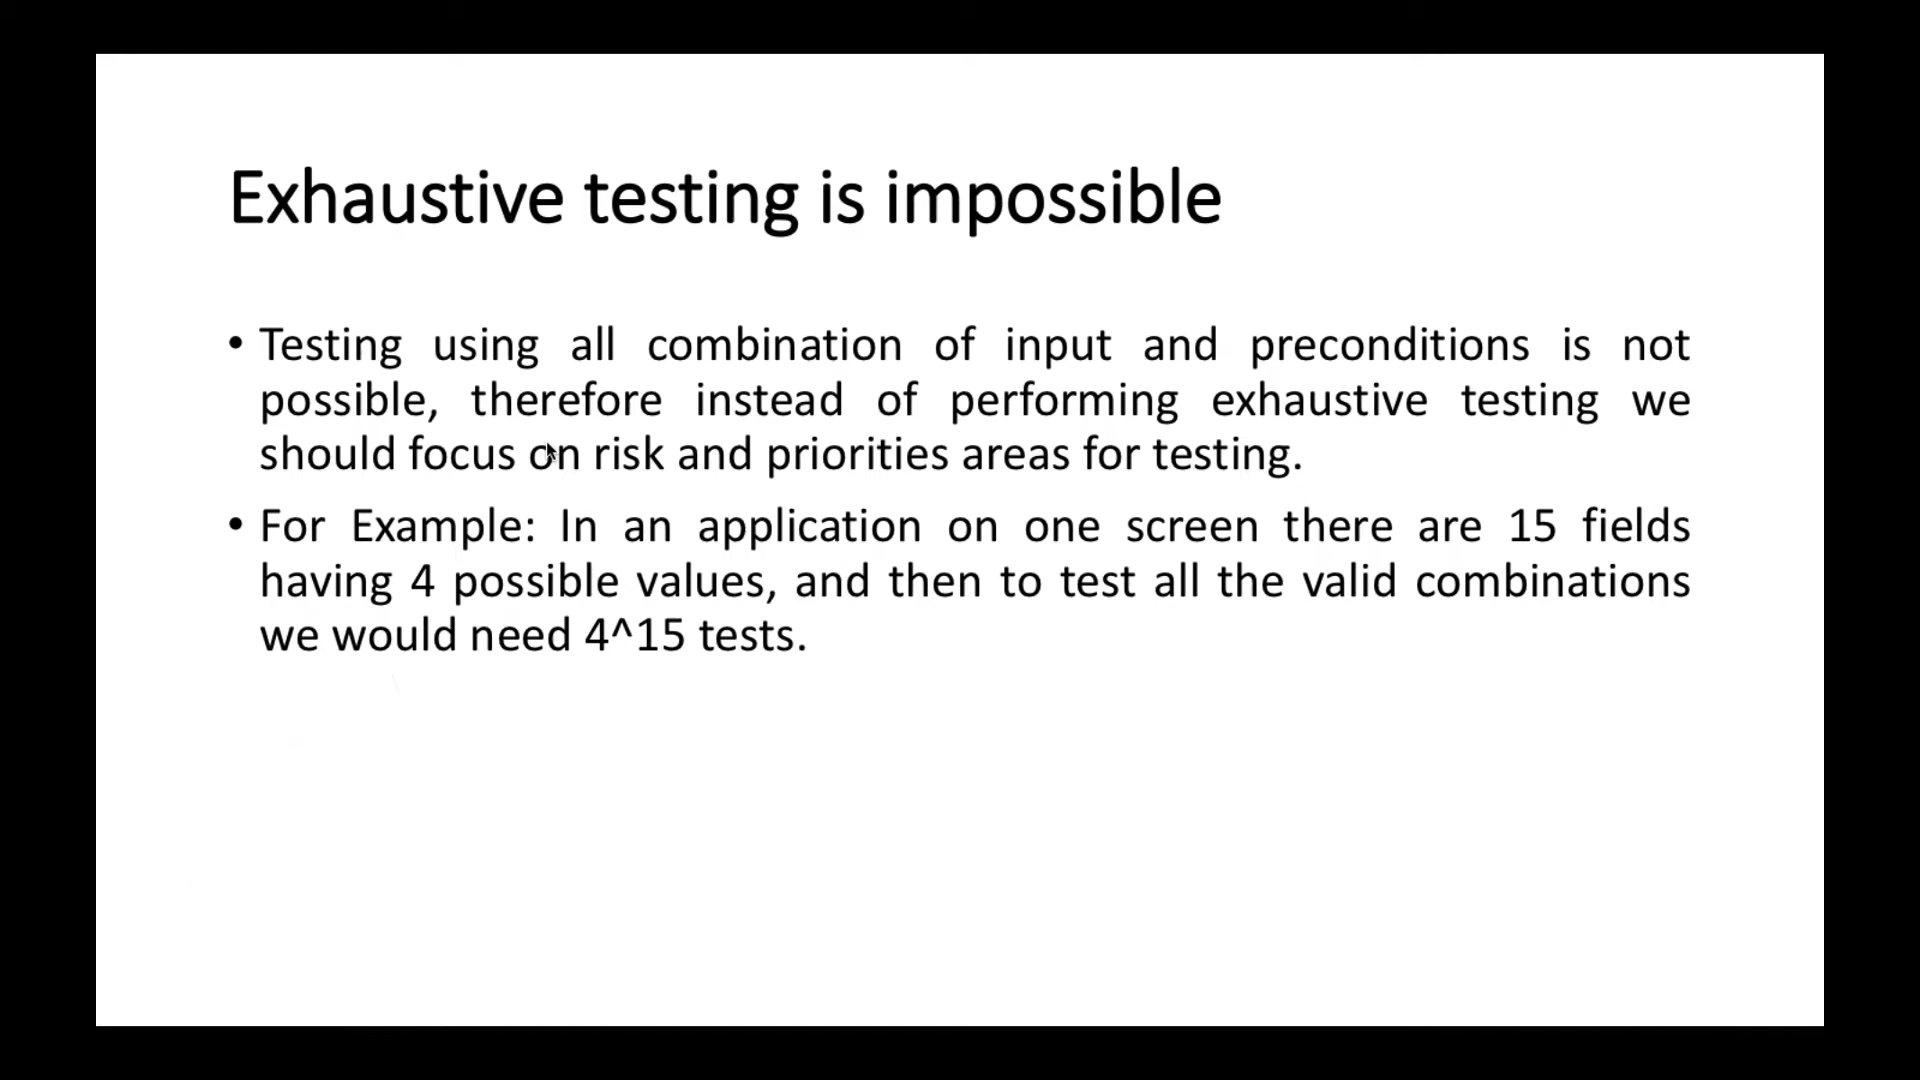 Exhaustive testing is impossible
• Testing using all combination of input and preconditions is not
possible, therefore instead of performing exhaustive testing we
should focus on risk and priorities areas for testing.
• For Example: In an application on one screen there are 15 fields
having 4 possible values, and then to test all the valid combinations
we would need 4^15 tests.